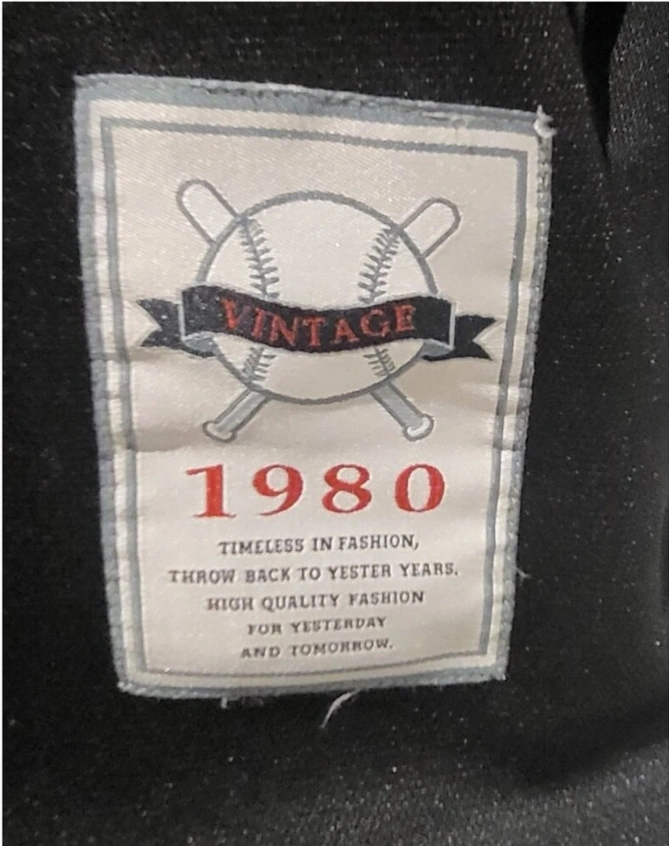 VINTAGE
1980
TIMELESS IN FASHION,
THROW BACK TO YESTER YEARS.
HIGH QUALITY FASHION
FOR YESTERDAY
AND TOMORROW.